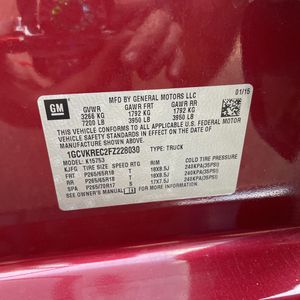 GM
MFD BY GENERAL MOTORS LLC
01/15
GVWR GAWR FRT GAWR RR
3266 KG 1792 KG 1792 KG
7200 LB 3950 LB 3950 LB
THIS VEHICLE CONFORMS TO ALL APPLICABLE U.S. FEDERAL MOTOR
VEHICLE SAFETY STANDARDS IN EFFECT ON THE DATE OF
MANUFACTURE SHOWN ABOVE.
1GCVKREC2FZ228030 TYPE: TRUCK
K15753
TIRE SIZE SPEED RTG RIM COLD TIRE PRESSURE
FRT P265/65R18 T 18X8.5J 240KPA(35PSI)
RR P265/65R18 T 18X8.5J 240KPA(35PSI)
SPA P265/70R17 S 17X7.5J 240KPA(35PSI)
SEE OWNER'S MANUAL FOR MORE INFORMATION